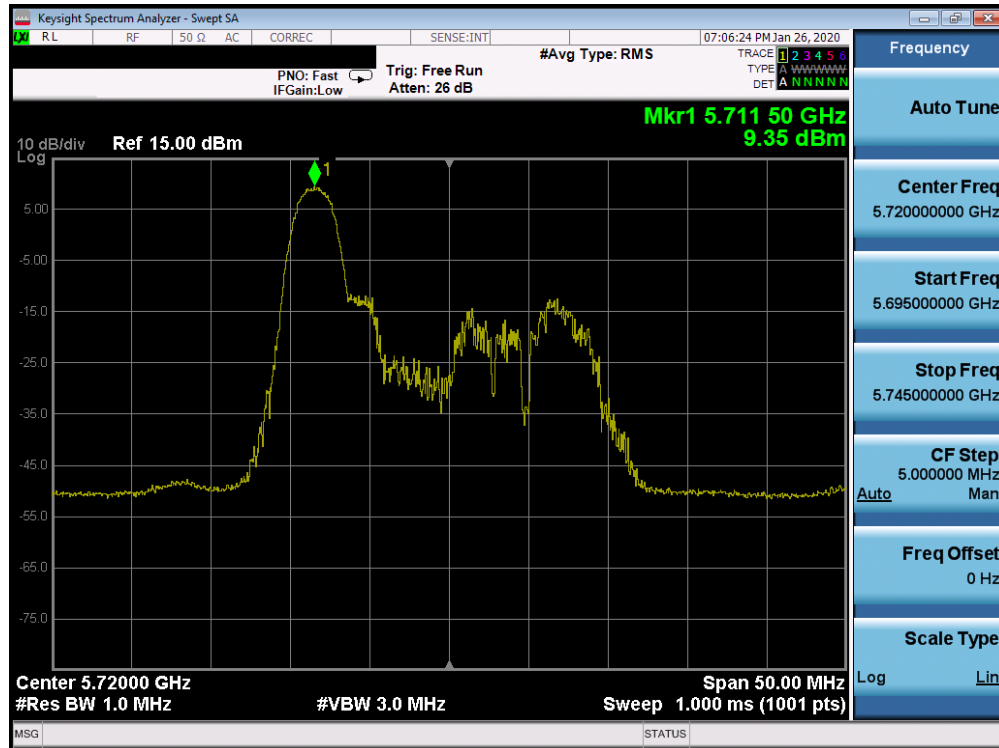 Keysight Spectrum Analyzer - Swept SA
LXI RL RF 50 Ω AC CORREC SENSE:INT 07:06:24 PM Jan 26, 2020
#Avg Type: RMS TRACE 1 2 3 4 5 6
PNO: Fast Trig: Free Run TYPE A WWWWW
IFGain:Low Atten: 26 dB DET A N N N N N
Mkr1 5.711 50 GHz
10 dB/div Ref 15.00 dBm 9.35 dBm
Log
1
5.00
-5.00
-15.0
-25.0
-35.0
-45.0
-55.0
-65.0
-75.0
Center 5.72000 GHz Span 50.00 MHz
#Res BW 1.0 MHz #VBW 3.0 MHz Sweep 1.000 ms (1001 pts)
MSG STATUS
Frequency
Auto Tune
Center Freq
5.720000000 GHz
Start Freq
5.695000000 GHz
Stop Freq
5.745000000 GHz
CF Step
5.000000 MHz
Auto Man
Freq Offset
0 Hz
Scale Type
Log Lin